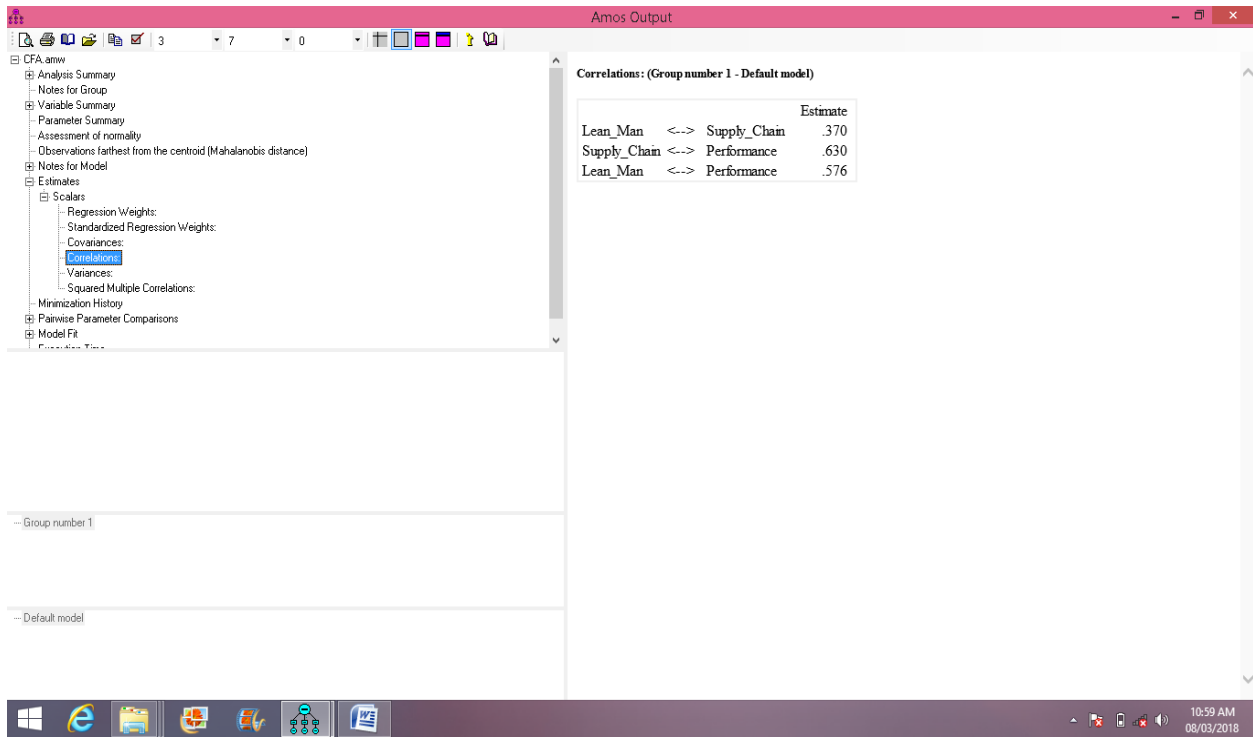 Amos Output
3 7 0
CFA.amw
Analysis Summary
Notes for Group
Variable Summary
Parameter Summary
Assessment of normality
Observations farthest from the centroid (Mahalanobis distance)
Notes for Model
Estimates
Scalars
Regression Weights:
Standardized Regression Weights:
Covariances:
Correlations:
Variances:
Squared Multiple Correlations:
Minimization History
Pairwise Parameter Comparisons
Model Fit
Execution Time
Group number 1
Default model
Correlations: (Group number 1 - Default model)
Estimate
Lean_Man <--> Supply_Chain .370
Supply_Chain <--> Performance .630
Lean_Man <--> Performance .576
10:59 AM
08/03/2018